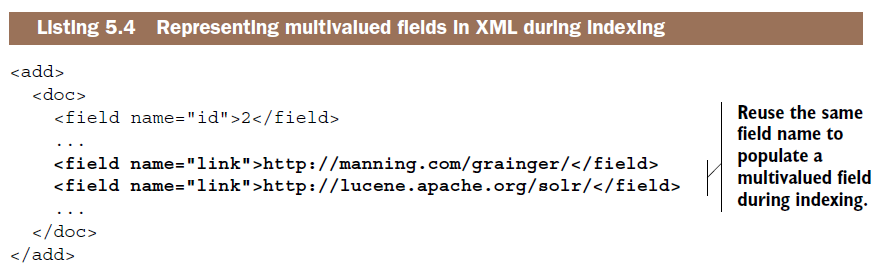 Listing 5.4 Representing multivalued fields in XML during indexing
<add>
<doc>
<field name="id">2</field>
...
<field name="link">http://manning.com/grainger/</field>
<field name="link">http://lucene.apache.org/solr/</field>
...
</doc>
</add>
Reuse the same
field name to
populate a
multivalued field
during indexing.